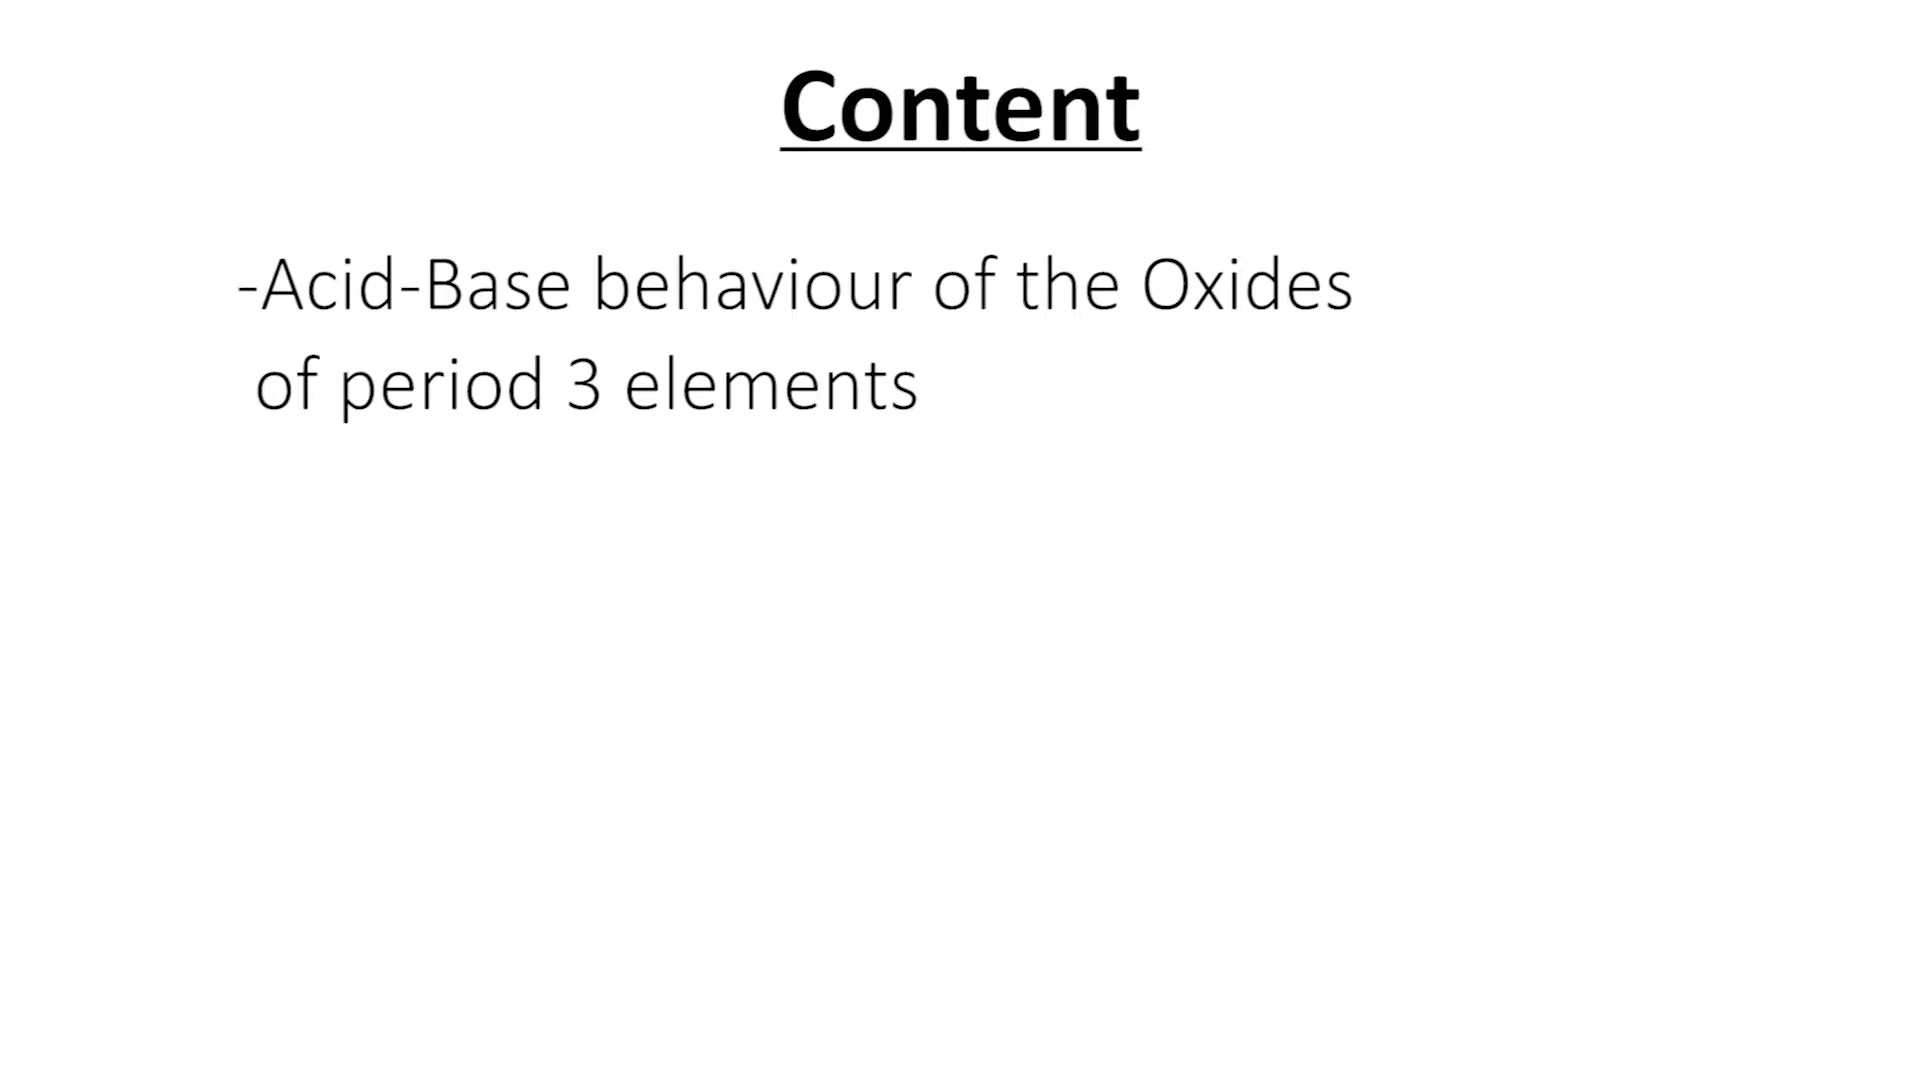 Content
-Acid-Base behaviour of the Oxides
of period 3 elements